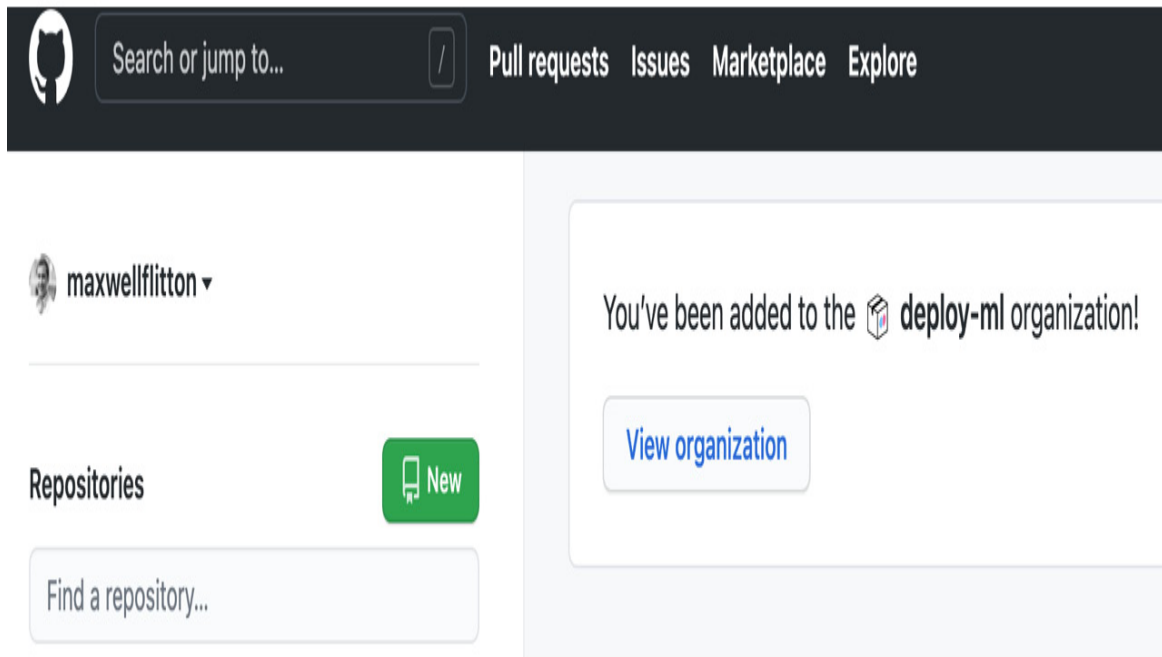 Search or jump to... /
Pull requests Issues Marketplace Explore
maxwellflitton
You’ve been added to the deploy-ml organization!
View organization
Repositories
New
Find a repository...